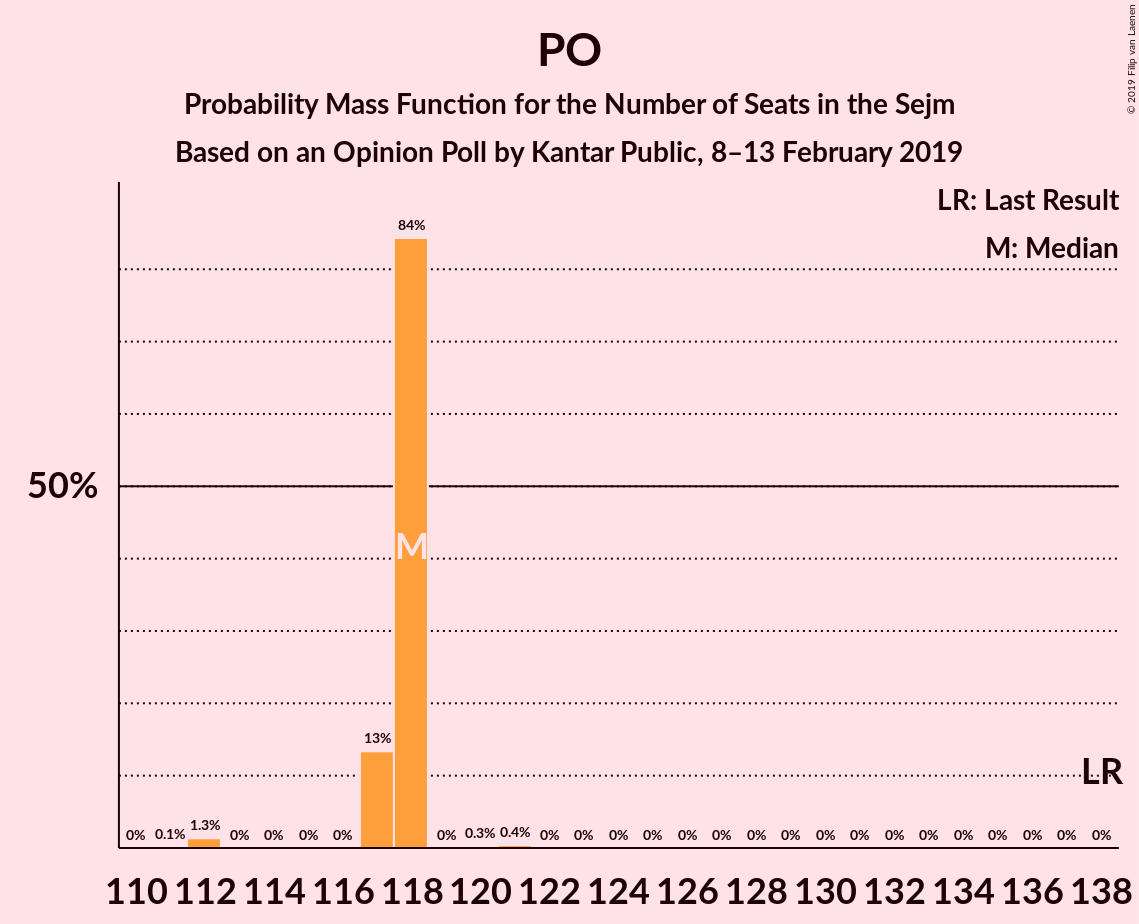 PO
Probability Mass Function for the Number of Seats in the Sejm
Based on an Opinion Poll by Kantar Public, 8–13 February 2019
© 2019 Filip van Laenen
LR: Last Result
M: Median
84%
50%
M
13%
LR
0% 0.1% 1.3% 0% 0% 0% 0% 0% 0.3% 0.4% 0% 0% 0% 0% 0% 0% 0% 0% 0% 0% 0% 0% 0% 0% 0% 0% 0%
110 112 114 116 118 120 122 124 126 128 130 132 134 136 138